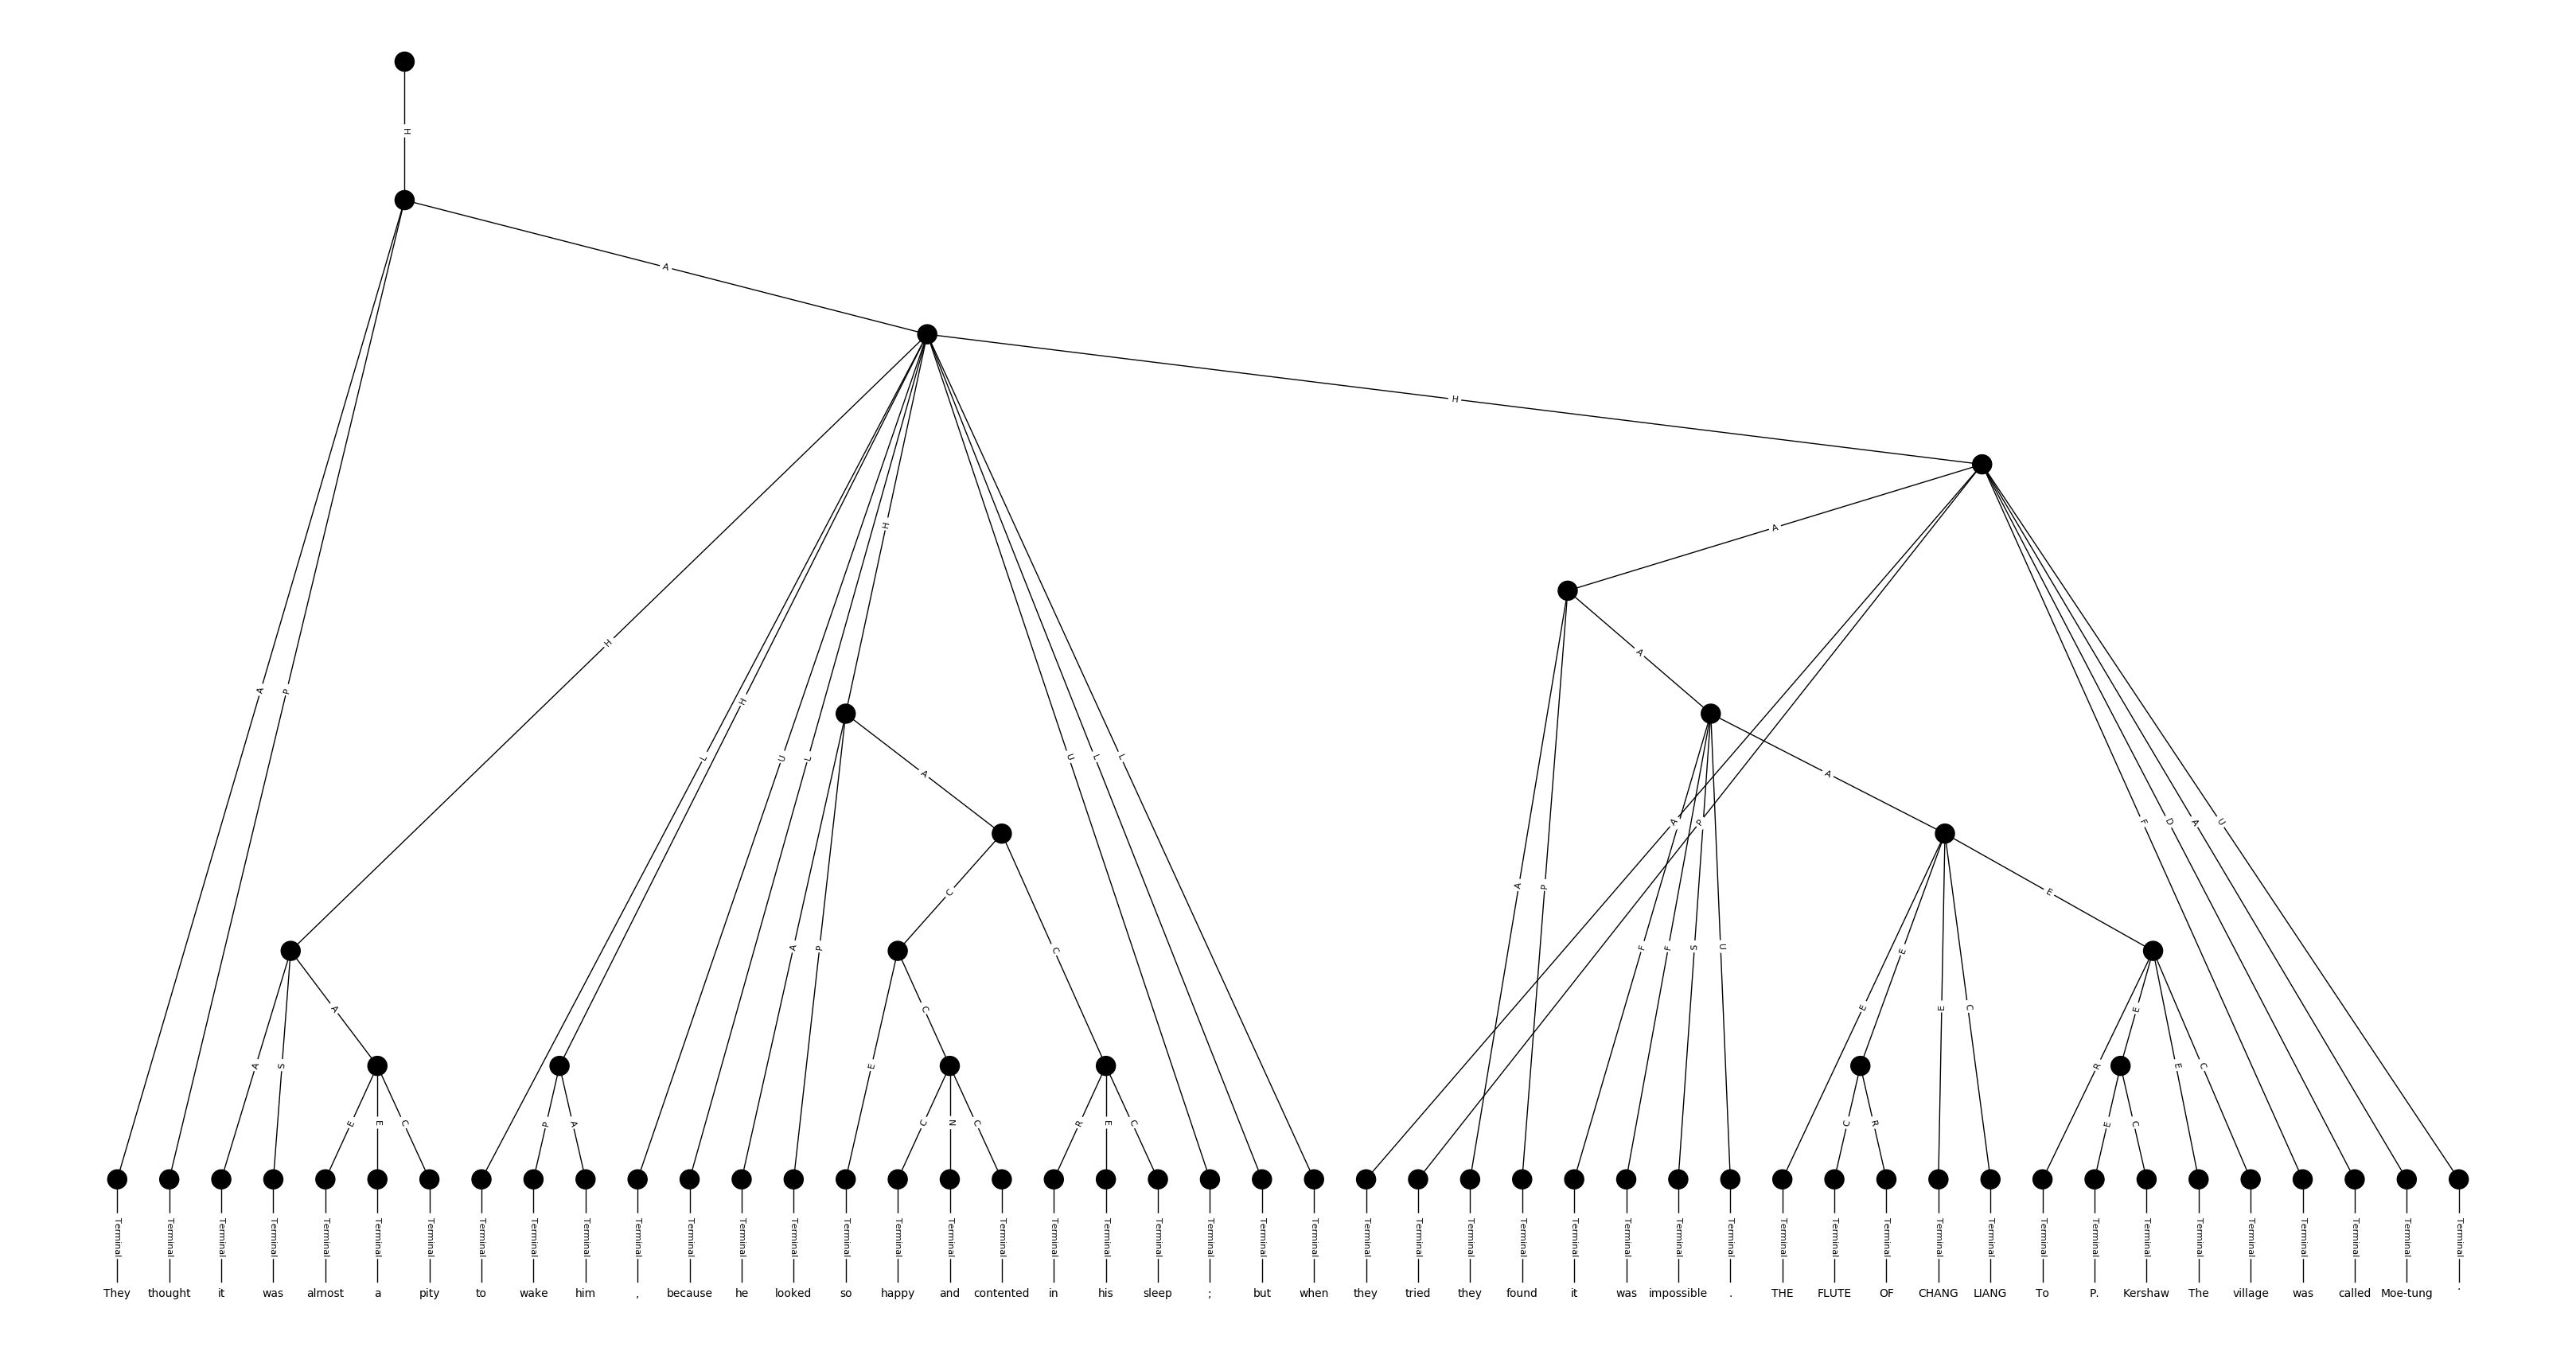 H
A
H
H
A
H
A
H
A
P
L
H
U
L
A
U
L
L
A
P
F
D
A
U
A
C
E
A
P
A
P
C
F
F
S
U
A
C
E
E
E
C
E
A
S
E
R
E
C
E
E
C
P
A
C
N
C
R
E
C
C
R
E
C
Terminal Terminal Terminal Terminal Terminal Terminal Terminal Terminal Terminal Terminal Terminal Terminal Terminal Terminal Terminal Terminal Terminal Terminal Terminal Terminal Terminal Terminal Terminal Terminal Terminal Terminal Terminal Terminal Terminal Terminal Terminal Terminal Terminal Terminal Terminal Terminal Terminal Terminal Terminal Terminal Terminal Terminal Terminal Terminal Terminal Terminal
They thought it was almost a pity to wake him , because he looked so happy and contented in his sleep ; but when they tried they found it was impossible . THE FLUTE OF CHANG LIANG To P. Kershaw The village was called Moe-tung .